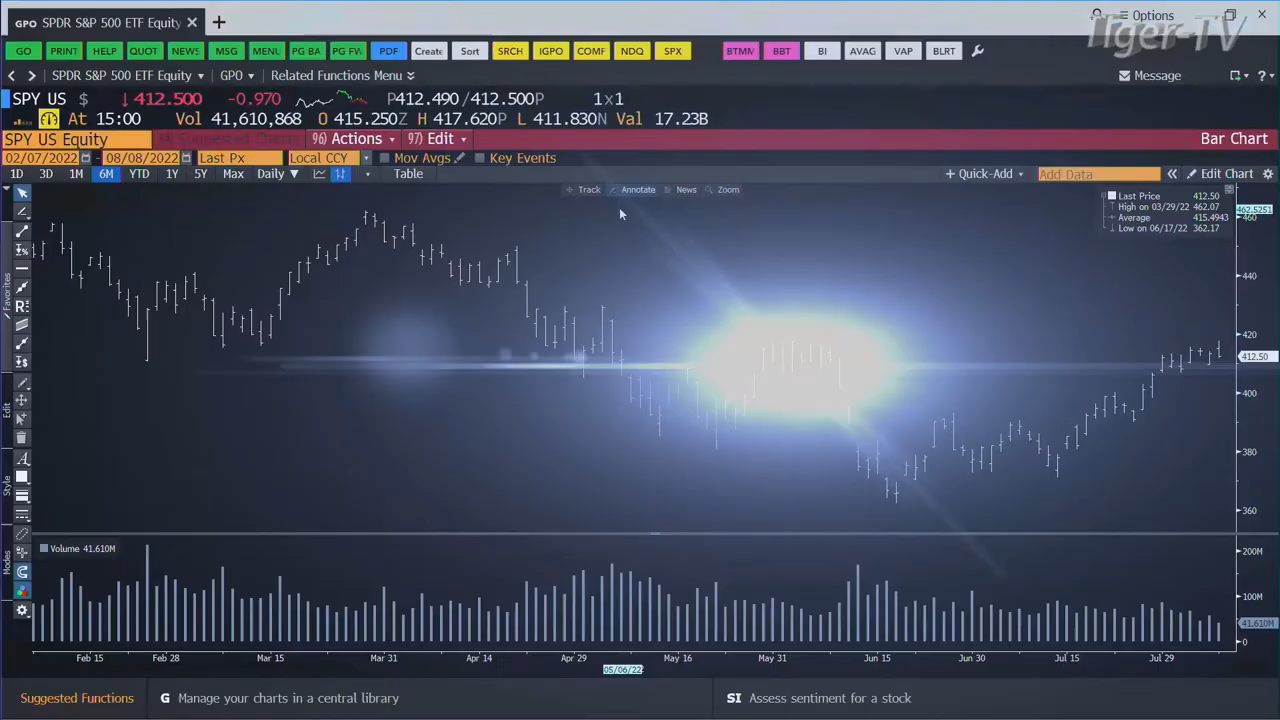 GPO SPDR S&P 500 ETF Equity
Options
Tiger-TV
GO PRINT HELP QUOT NEWS MSG MENU PG BA PG FW PDF Create Sort SRCH IGPO COMF NDQ SPX BTMN BBT BI AVAG VAP BLRT
SPDR S&P 500 ETF Equity GPO Related Functions Menu Message ?
SPY US $ ↓412.500 -0.970 P412.490/412.500P 1x1
At 15:00 Vol 41,610,868 O 415.250Z H 417.620P L 411.830N Val 17.23B
SPY US Equity 96) Actions 97) Edit Bar Chart
02/07/2022 - 08/08/2022 Last Px Local CCY Mov Avgs Key Events
1D 3D 1M 6M YTD 1Y 5Y Max Daily ▼ Table + Quick-Add Add Data « Edit Chart
Track Annotate News Zoom
Last Price 412.50
High on 03/29/22 462.07
Average 415.4943
Low on 06/17/22 362.17
462.5251
460
440
420
412.50
400
380
360
Favorites
Edit
Style
Modes
Volume 41.610M
200M
100M
41.610M
0
Feb 15 Feb 28 Mar 15 Mar 31 Apr 14 Apr 29 May 16 May 31 Jun 15 Jun 30 Jul 15 Jul 29
05/06/22
Suggested Functions G Manage your charts in a central library SI Assess sentiment for a stock